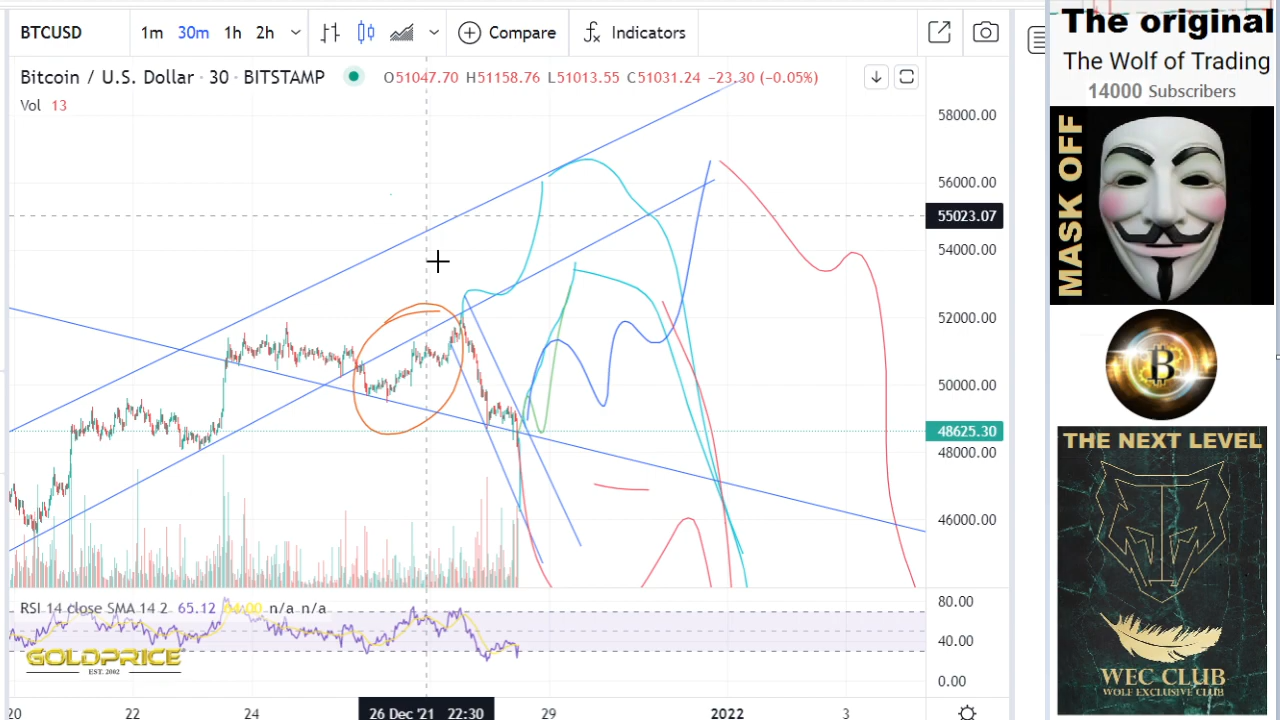 BTCUSD
1m 30m 1h 2h
Compare
Indicators
Bitcoin / U.S. Dollar · 30 · BITSTAMP
O51047.70 H51158.76 L51013.55 C51031.24 −23.30 (−0.05%)
Vol 13
58000.00
56000.00
55023.07
54000.00
52000.00
50000.00
48625.30
48000.00
46000.00
RSI 14 close SMA 14 2 65.12 n/a n/a
80.00
40.00
0.00
GOLDPRICE
EST. 2002
20 22 24 26 Dec '21 22:30 29 2022 3
The original
The Wolf of Trading
14000 Subscribers
MASK OFF
THE NEXT LEVEL
WEC CLUB
WOLF EXCLUSIVE CLUB